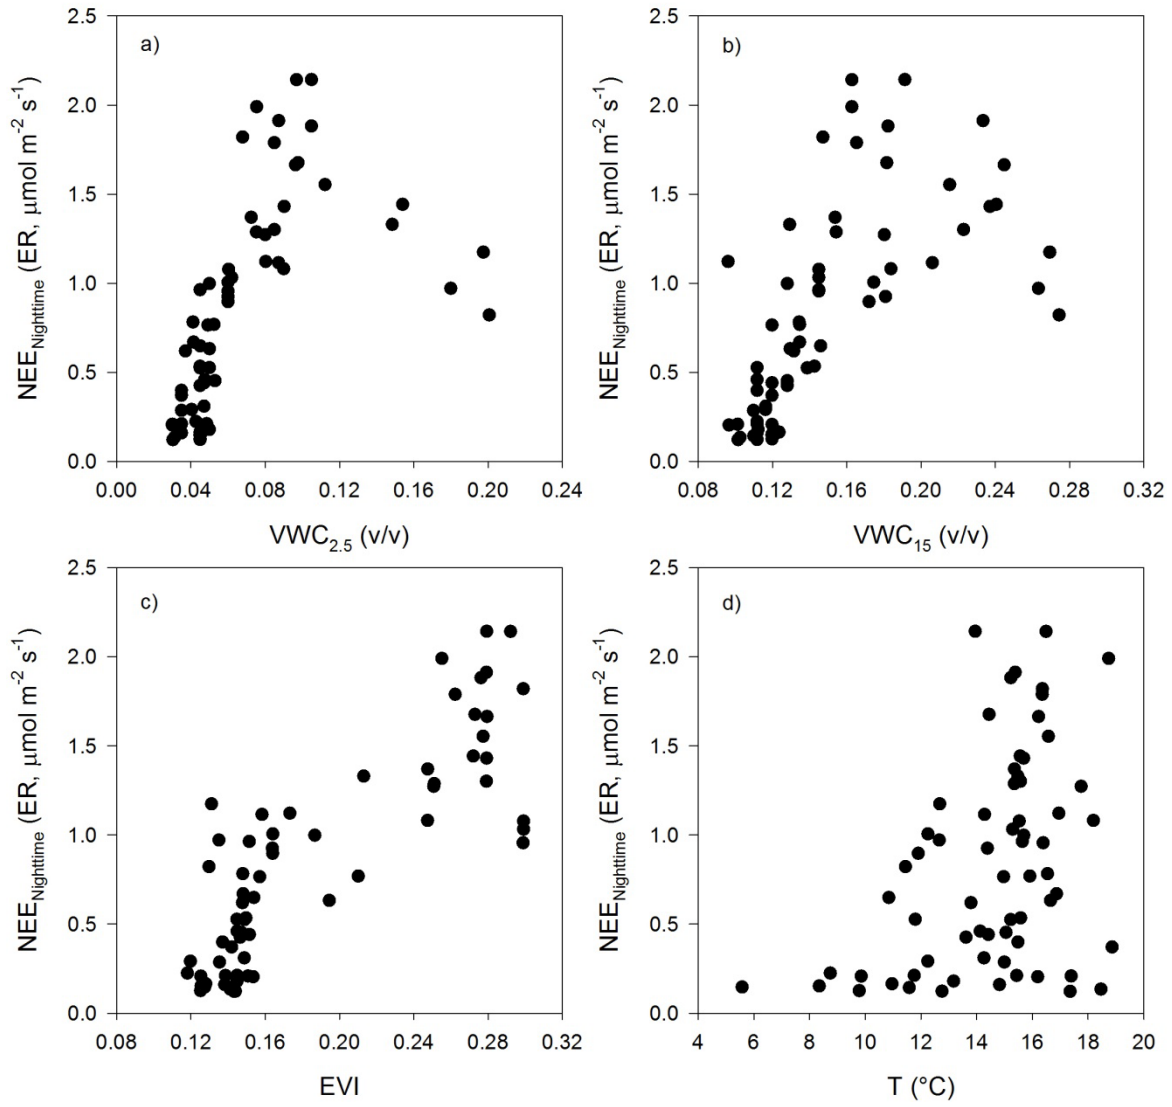 a)
NEE_Nighttime (ER, μmol m⁻² s⁻¹)
2.5
2.0
1.5
1.0
0.5
0.0
0.00 0.04 0.08 0.12 0.16 0.20 0.24
VWC₂.₅ (v/v)
b)
NEE_Nighttime (ER, μmol m⁻² s⁻¹)
2.5
2.0
1.5
1.0
0.5
0.0
0.08 0.12 0.16 0.20 0.24 0.28 0.32
VWC₁₅ (v/v)
c)
NEE_Nighttime (ER, μmol m⁻² s⁻¹)
2.5
2.0
1.5
1.0
0.5
0.0
0.08 0.12 0.16 0.20 0.24 0.28 0.32
EVI
d)
NEE_Nighttime (ER, μmol m⁻² s⁻¹)
2.5
2.0
1.5
1.0
0.5
0.0
4 6 8 10 12 14 16 18 20
T (°C)